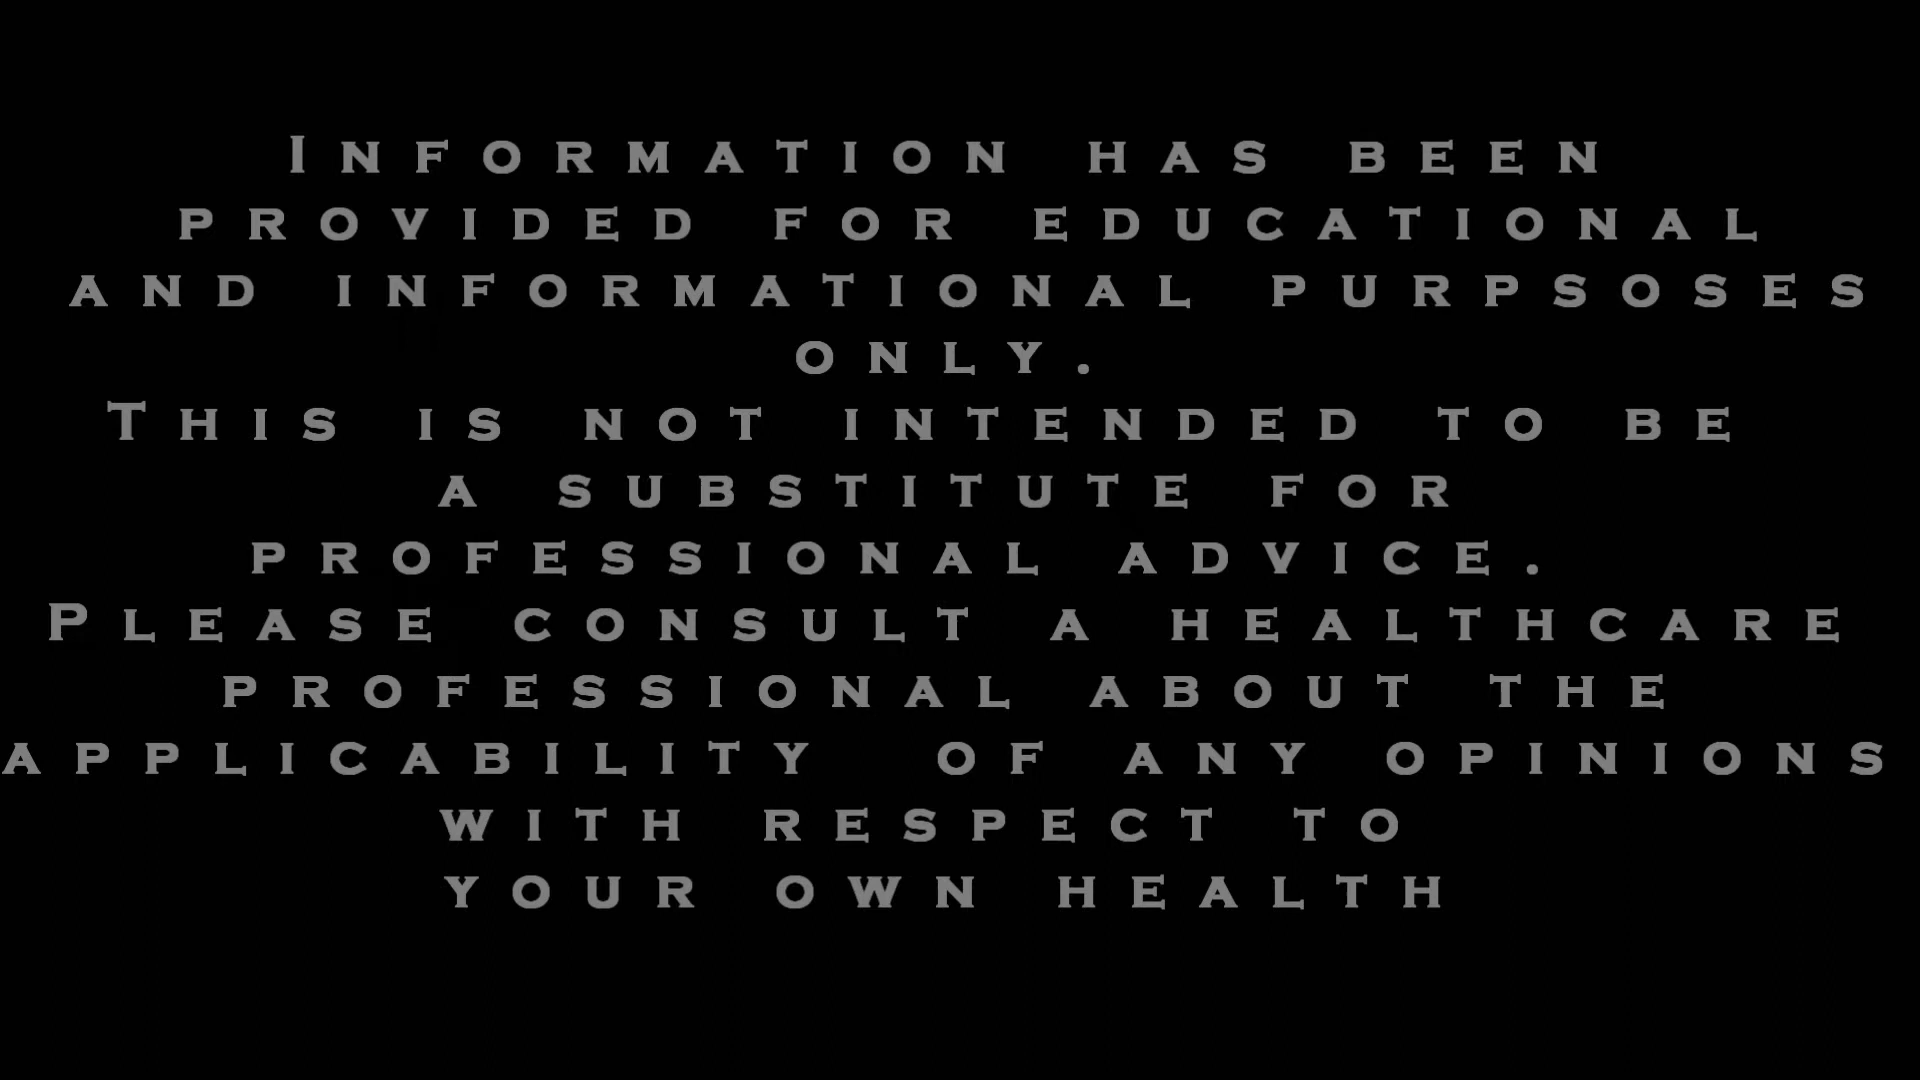 Information has been
provided for educational
and informational purpsoses
only.
This is not intended to be
a substitute for
professional advice.
Please consult a healthcare
professional about the
applicability of any opinions
with respect to
your own health